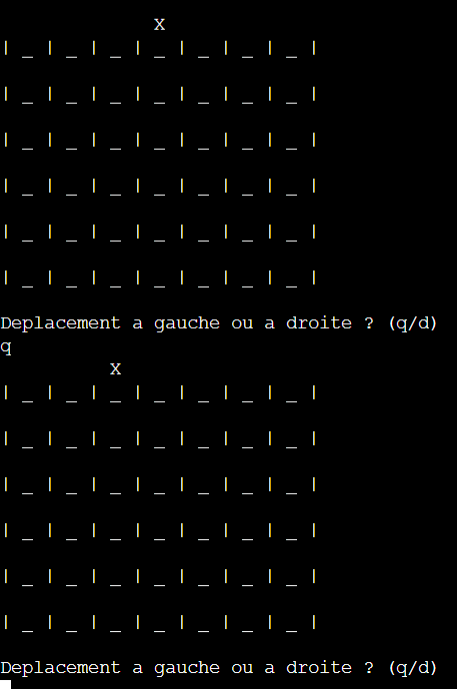 X
| _ | _ | _ | _ | _ | _ | _ |
| _ | _ | _ | _ | _ | _ | _ |
| _ | _ | _ | _ | _ | _ | _ |
| _ | _ | _ | _ | _ | _ | _ |
| _ | _ | _ | _ | _ | _ | _ |
| _ | _ | _ | _ | _ | _ | _ |
Deplacement a gauche ou a droite ? (q/d)
q
X
| _ | _ | _ | _ | _ | _ | _ |
| _ | _ | _ | _ | _ | _ | _ |
| _ | _ | _ | _ | _ | _ | _ |
| _ | _ | _ | _ | _ | _ | _ |
| _ | _ | _ | _ | _ | _ | _ |
| _ | _ | _ | _ | _ | _ | _ |
Deplacement a gauche ou a droite ? (q/d)